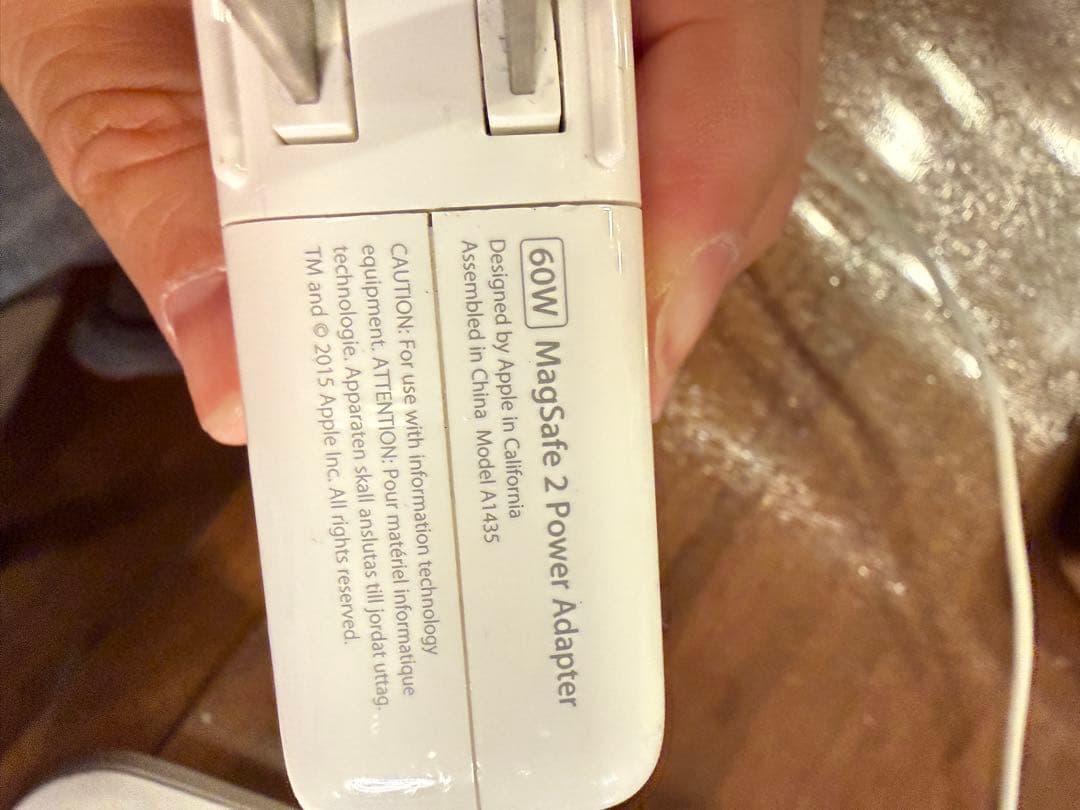 60W MagSafe 2 Power Adapter
Designed by Apple in California
Assembled in China Model A1435
CAUTION: For use with information technology
equipment. ATTENTION: Pour matériel informatique
technologie. Apparaten skall anslutas till jordat uttag.
TM and © 2015 Apple Inc. All rights reserved.